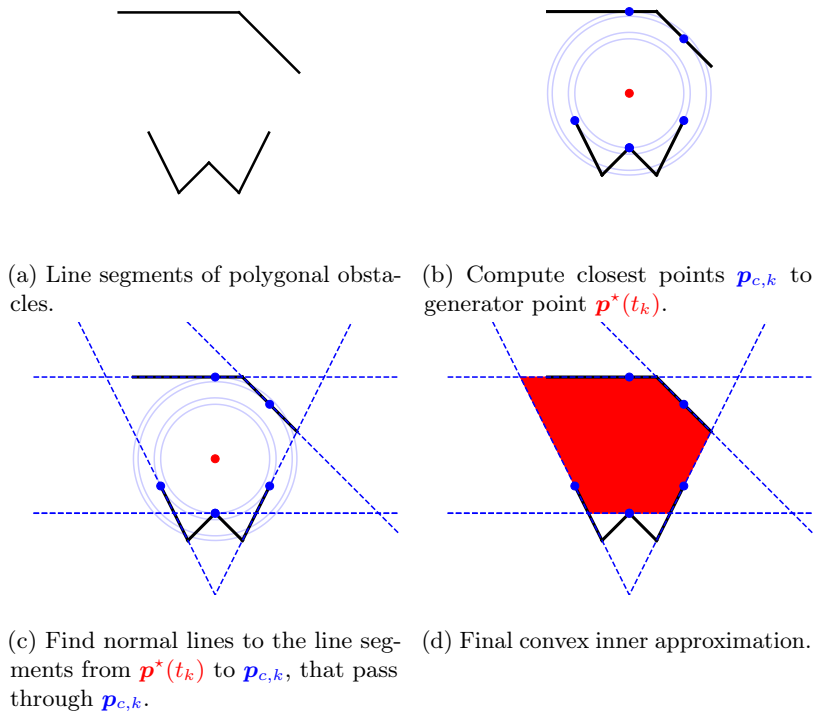 (a) Line segments of polygonal obsta-
cles.
(b) Compute closest points p_{c,k} to
generator point p^⋆(t_k).
(c) Find normal lines to the line seg-
ments from p^⋆(t_k) to p_{c,k}, that pass
through p_{c,k}.
(d) Final convex inner approximation.